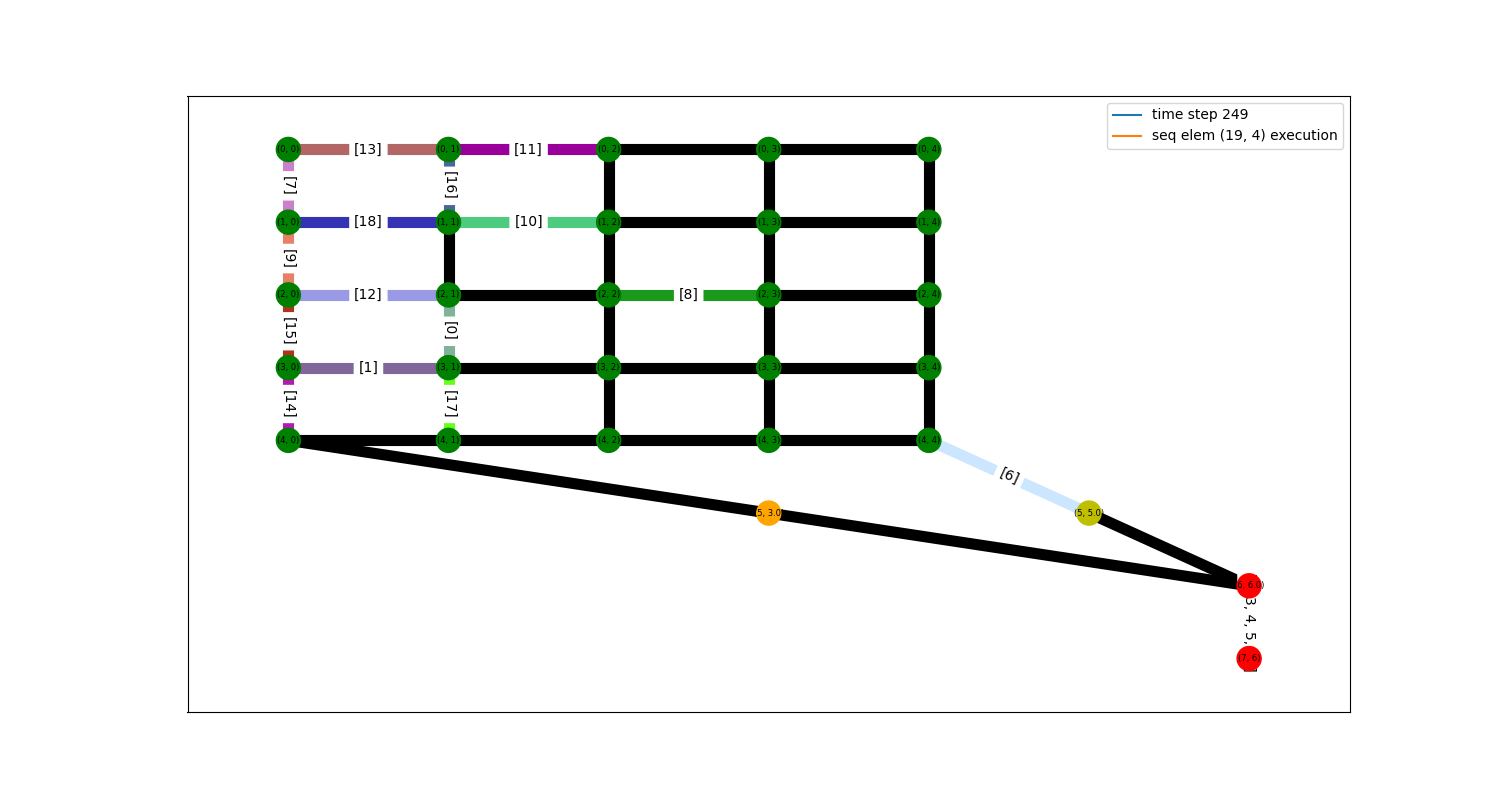 time step 249
seq elem (19, 4) execution
(0, 0) [13] (0, 1) [11] (0, 2) (0, 3) (0, 4)
[7] [16]
(1, 0) [18] (1, 1) [10] (1, 2) (1, 3) (1, 4)
[9]
(2, 0) [12] (2, 1) (2, 2) [8] (2, 3) (2, 4)
[15] [0]
(3, 0) [1] (3, 1) (3, 2) (3, 3) (3, 4)
[14] [17]
(4, 0) (4, 1) (4, 2) (4, 3) (4, 4)
[6]
5, 3.0 (5, 5.0)
(6, 6.0)
3, 4, 5,
(7, 6)